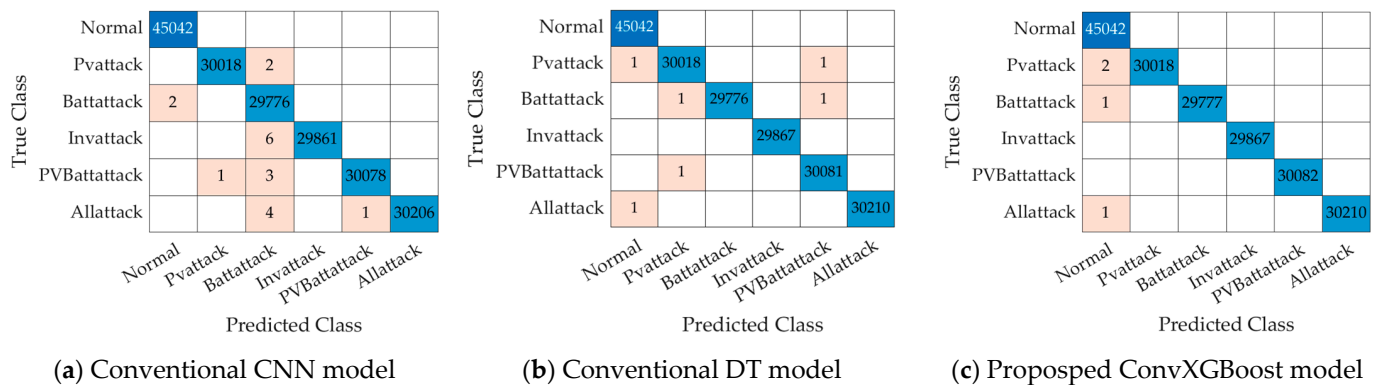 True Class
Normal 45042
Pvattack 30018 2
Battattack 2 29776
Invattack 6 29861
PVBattattack 1 3 30078
Allattack 4 1 30206
Normal Pvattack Battattack Invattack PVBattattack Allattack
Predicted Class
(a) Conventional CNN model
True Class
Normal 45042
Pvattack 1 30018 1
Battattack 1 29776 1
Invattack 29867
PVBattattack 1 30081
Allattack 1 30210
Normal Pvattack Battattack Invattack PVBattattack Allattack
Predicted Class
(b) Conventional DT model
True Class
Normal 45042
Pvattack 2 30018
Battattack 1 29777
Invattack 29867
PVBattattack 30082
Allattack 1 30210
Normal Pvattack Battattack Invattack PVBattattack Allattack
Predicted Class
(c) Propospsed ConvXGBoost model